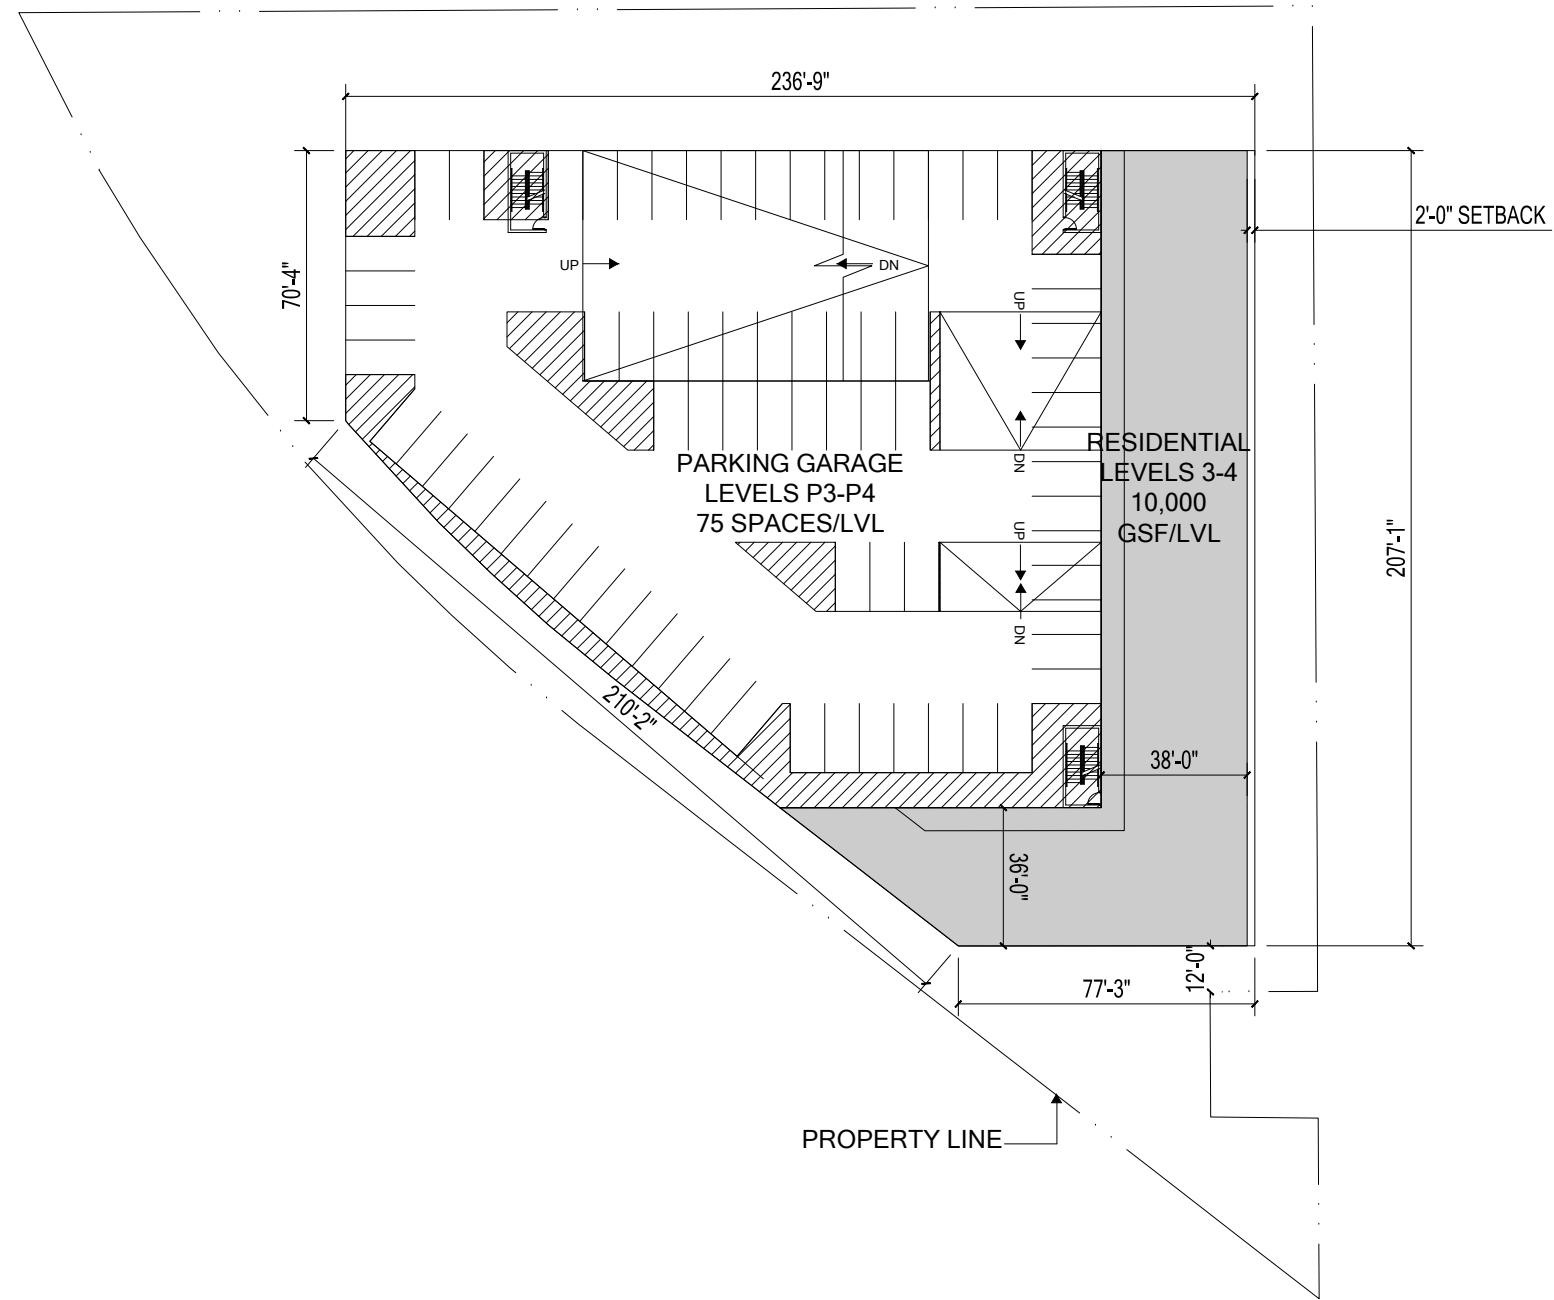 236'-9"
2'-0" SETBACK
70'-4"
UP
DN
UP
DN
RESIDENTIAL
LEVELS 3-4
10,000
GSF/LVL
PARKING GARAGE
LEVELS P3-P4
75 SPACES/LVL
UP
DN
207'-1"
210'-2"
38'-0"
36'-0"
12'-0"
77'-3"
PROPERTY LINE